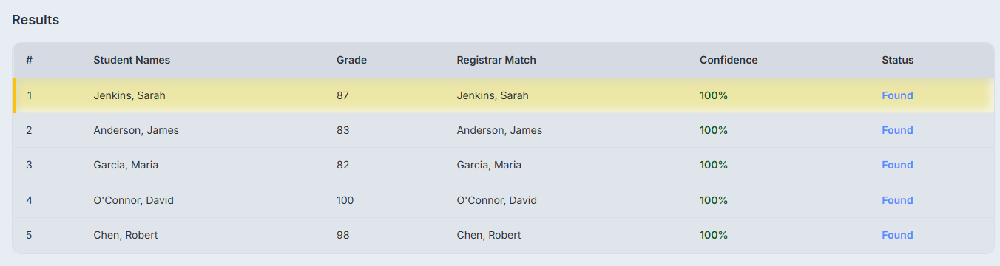 Results
# Student Names Grade Registrar Match Confidence Status
1 Jenkins, Sarah 87 Jenkins, Sarah 100% Found
2 Anderson, James 83 Anderson, James 100% Found
3 Garcia, Maria 82 Garcia, Maria 100% Found
4 O'Connor, David 100 O'Connor, David 100% Found
5 Chen, Robert 98 Chen, Robert 100% Found